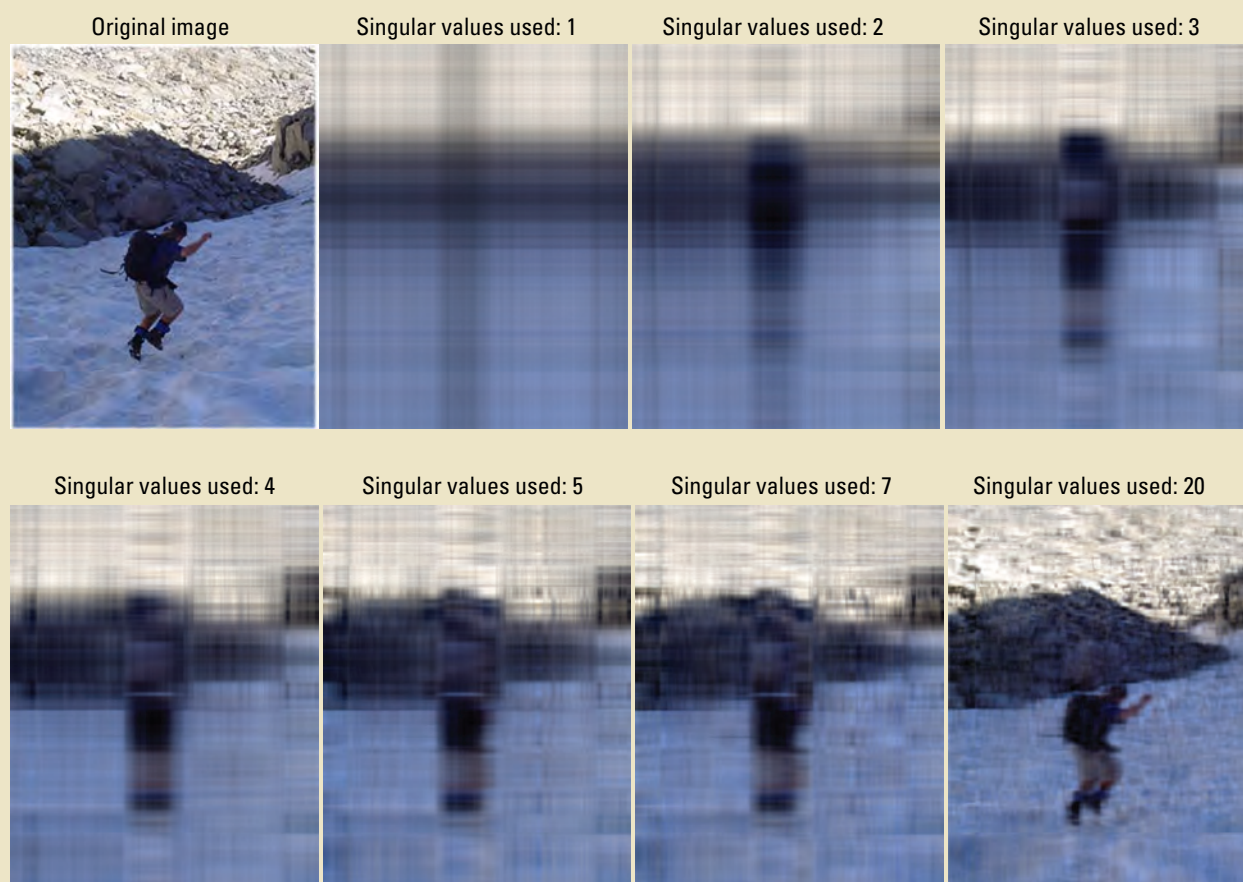 Original image
Singular values used: 1
Singular values used: 2
Singular values used: 3
Singular values used: 4
Singular values used: 5
Singular values used: 7
Singular values used: 20